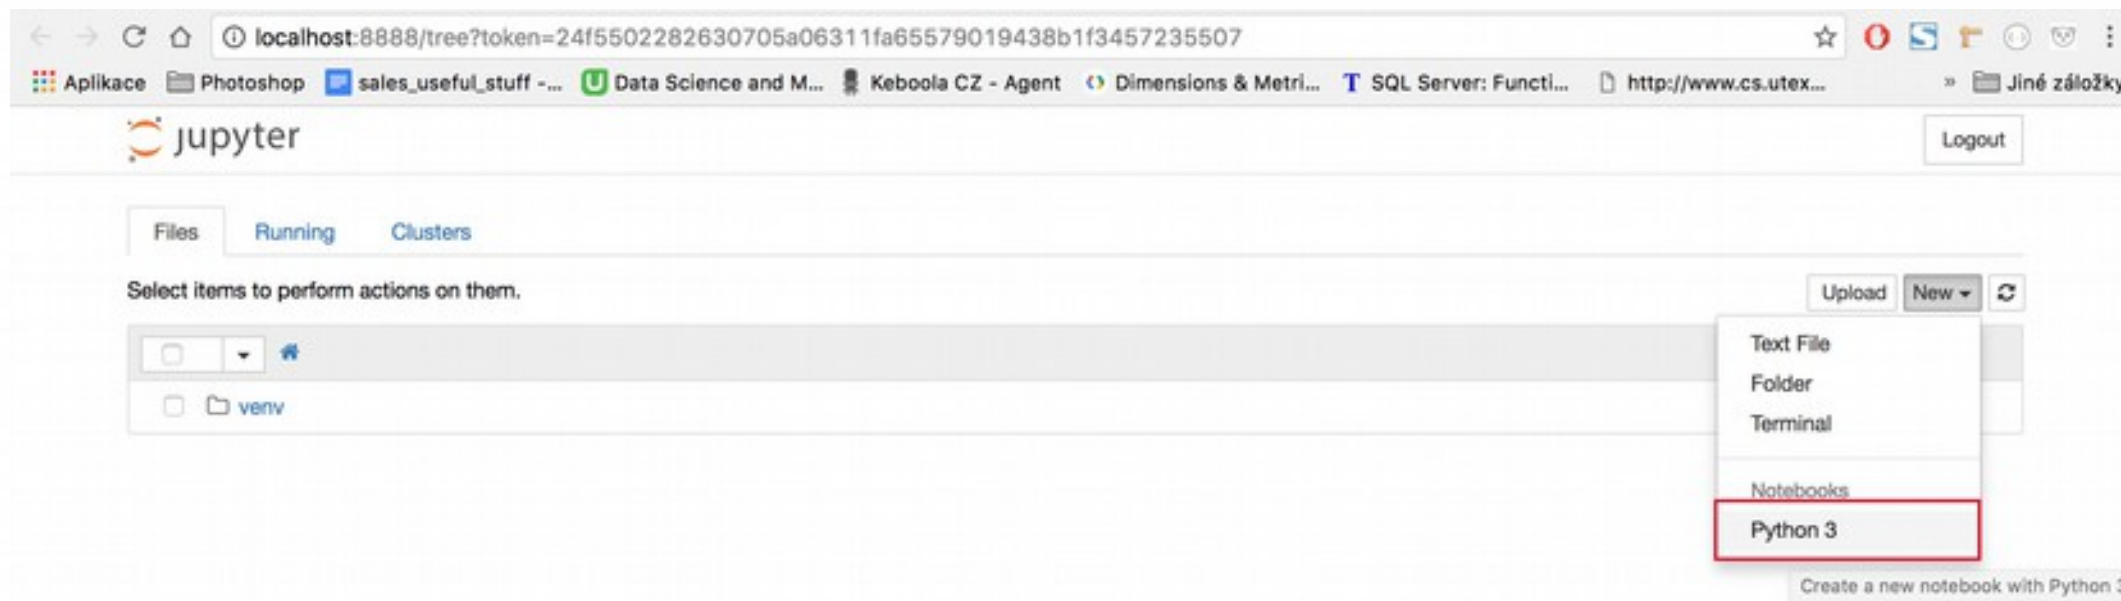 localhost:8888/tree?token=24f5502282630705a06311fa65579019438b1f3457235507
Aplikace Photoshop sales_useful_stuff -... Data Science and M... Keboola CZ - Agent Dimensions & Metri... T SQL Server: Functi... http://www.cs.utex... » Jiné záložky
jupyter
Logout
Files Running Clusters
Select items to perform actions on them.
Upload New
venv
Text File
Folder
Terminal
Notebooks
Python 3
Create a new notebook with Python 3